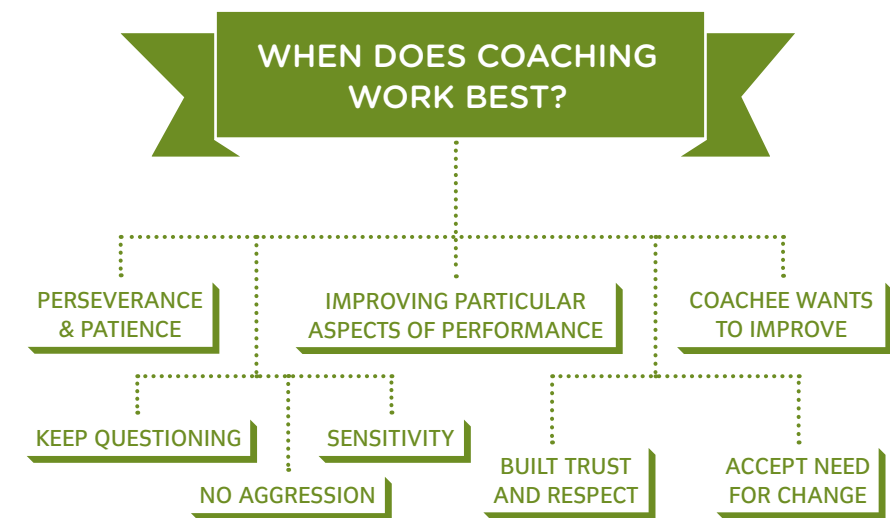 WHEN DOES COACHING
WORK BEST?
PERSEVERANCE
& PATIENCE
IMPROVING PARTICULAR
ASPECTS OF PERFORMANCE
COACHEE WANTS
TO IMPROVE
KEEP QUESTIONING
SENSITIVITY
NO AGGRESSION
BUILT TRUST
AND RESPECT
ACCEPT NEED
FOR CHANGE